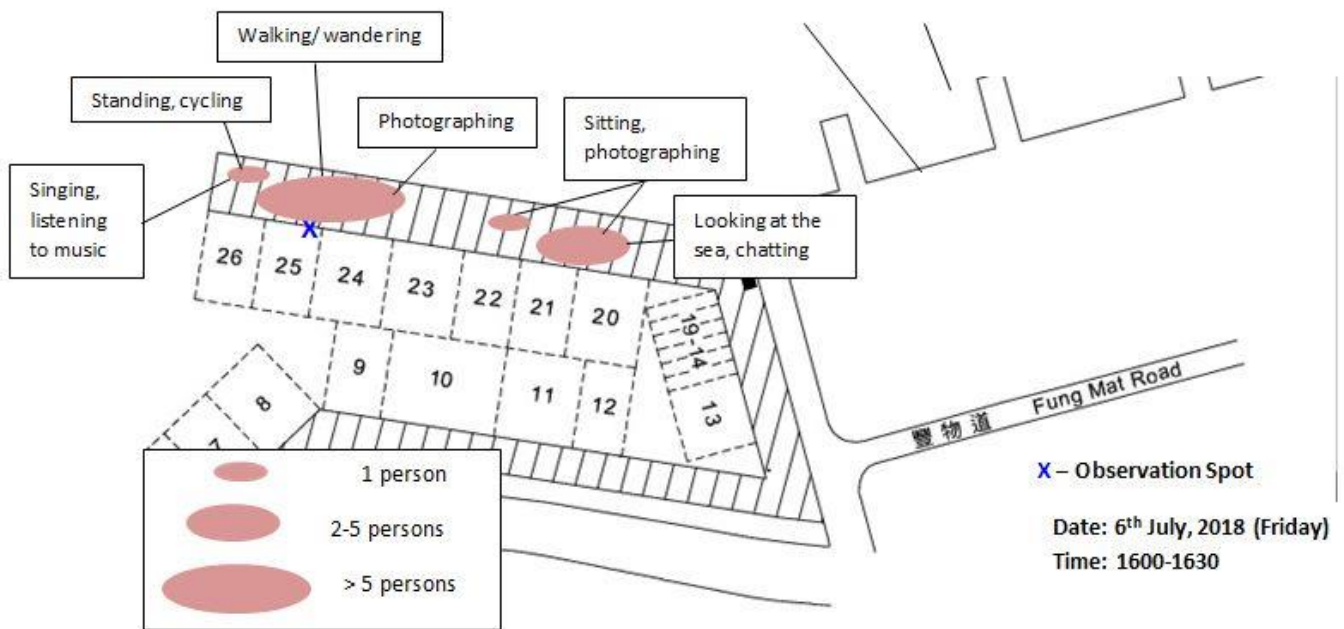 Walking/ wandering
Standing, cycling
Photographing
Sitting,
photographing
Singing,
listening
to music
Looking at the
sea, chatting
26
25
24
23
22
21
20
19-14
13
9
10
11
12
8
7
豐物道 Fung Mat Road
1 person
2-5 persons
> 5 persons
X – Observation Spot
Date: 6th July, 2018 (Friday)
Time: 1600-1630